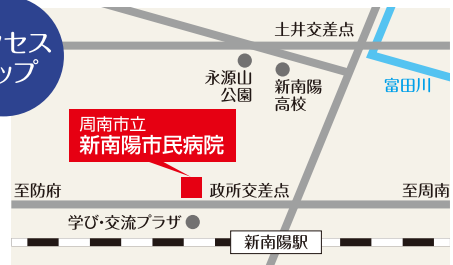 クセス
ップ
土井交差点
永源山
公園
新南陽
高校
富田川
周南市立
新南陽市民病院
至防府
政所交差点
至周南
学び・交流プラザ
新南陽駅